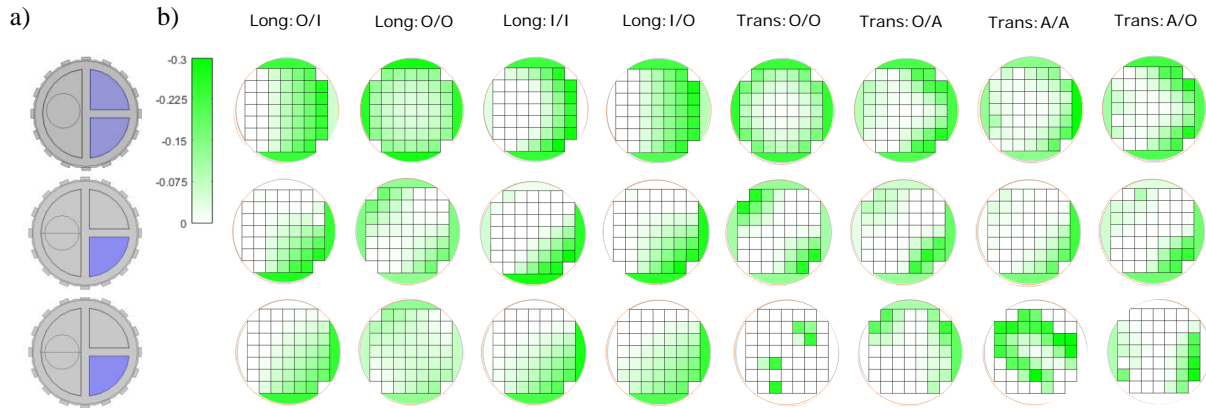 a)
b)
Long: O/I
Long: O/O
Long: I/I
Long: I/O
Trans: O/O
Trans: O/A
Trans: A/A
Trans: A/O
-0.3
-0.225
-0.15
-0.075
0